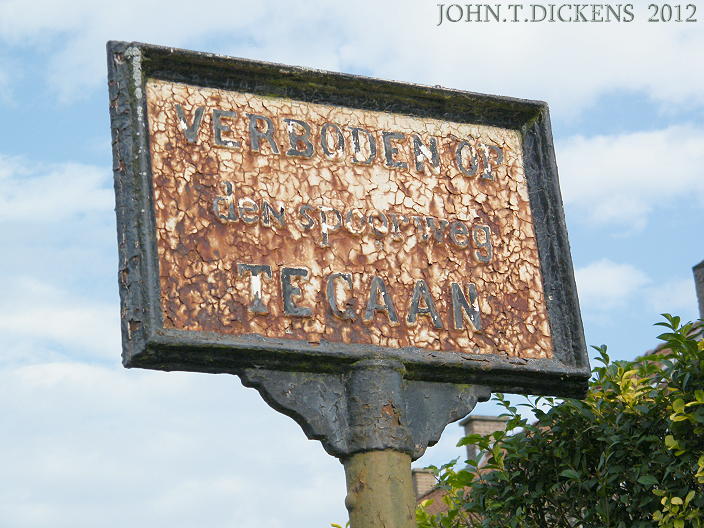 JOHN.T.DICKENS 2012
VERBODEN OP
den spoorweg
TE GAAN